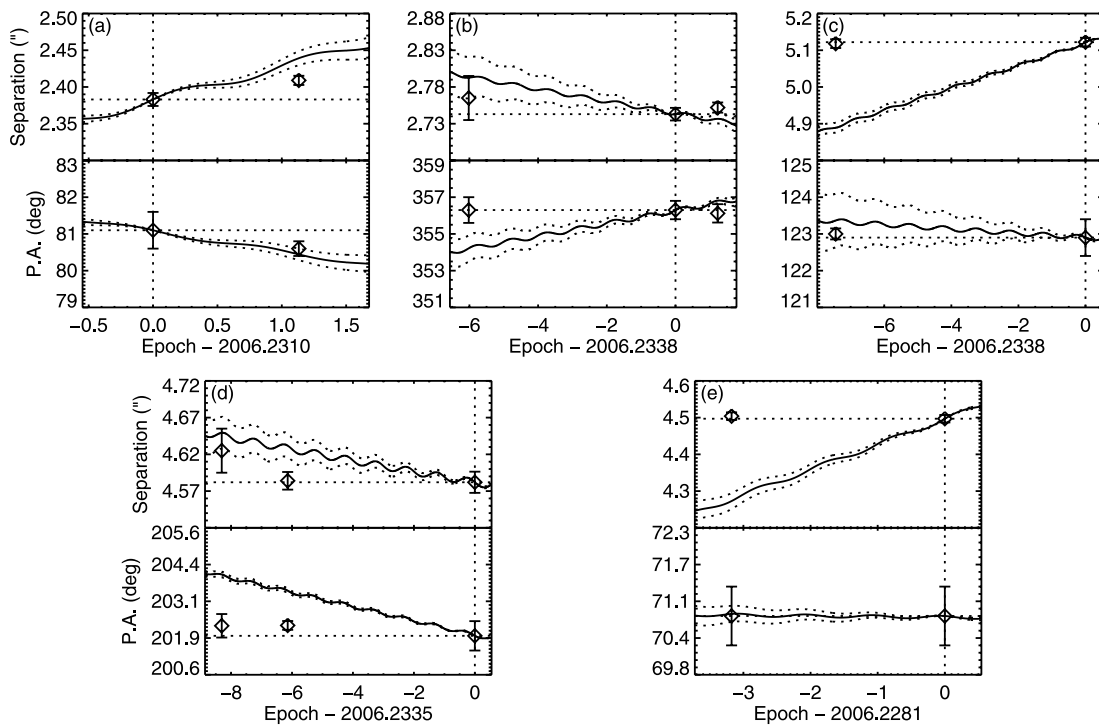 (a)
Separation (")
2.50
2.45
2.40
2.35
P.A. (deg)
83
82
81
80
79
−0.5 0.0 0.5 1.0 1.5
Epoch − 2006.2310
(b)
2.88
2.83
2.78
2.73
359
357
355
353
351
−6 −4 −2 0
Epoch − 2006.2338
(c)
5.2
5.1
5.0
4.9
125
124
123
122
121
−6 −4 −2 0
Epoch − 2006.2338
(d)
Separation (")
4.72
4.67
4.62
4.57
P.A. (deg)
205.6
204.4
203.1
201.9
200.6
−8 −6 −4 −2 0
Epoch − 2006.2335
(e)
4.6
4.5
4.4
4.3
72.3
71.7
71.1
70.4
69.8
−3 −2 −1 0
Epoch − 2006.2281